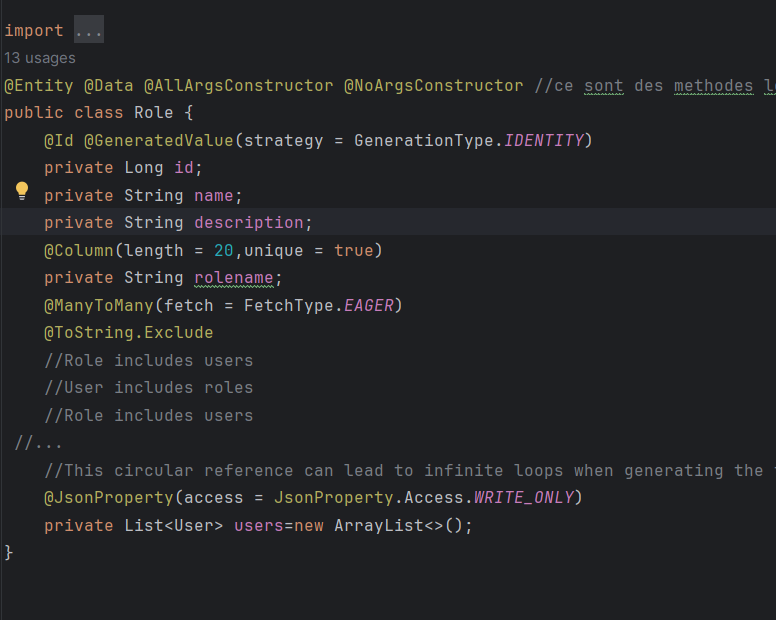 import ...
13 usages
@Entity @Data @AllArgsConstructor @NoArgsConstructor //ce sont des methodes
public class Role {
@Id @GeneratedValue(strategy = GenerationType.IDENTITY)
private Long id;
private String name;
private String description;
@Column(length = 20,unique = true)
private String rolename;
@ManyToMany(fetch = FetchType.EAGER)
@ToString.Exclude
//Role includes users
//User includes roles
//Role includes users
//...
//This circular reference can lead to infinite loops when generating the
@JsonProperty(access = JsonProperty.Access.WRITE_ONLY)
private List<User> users=new ArrayList<>();
}